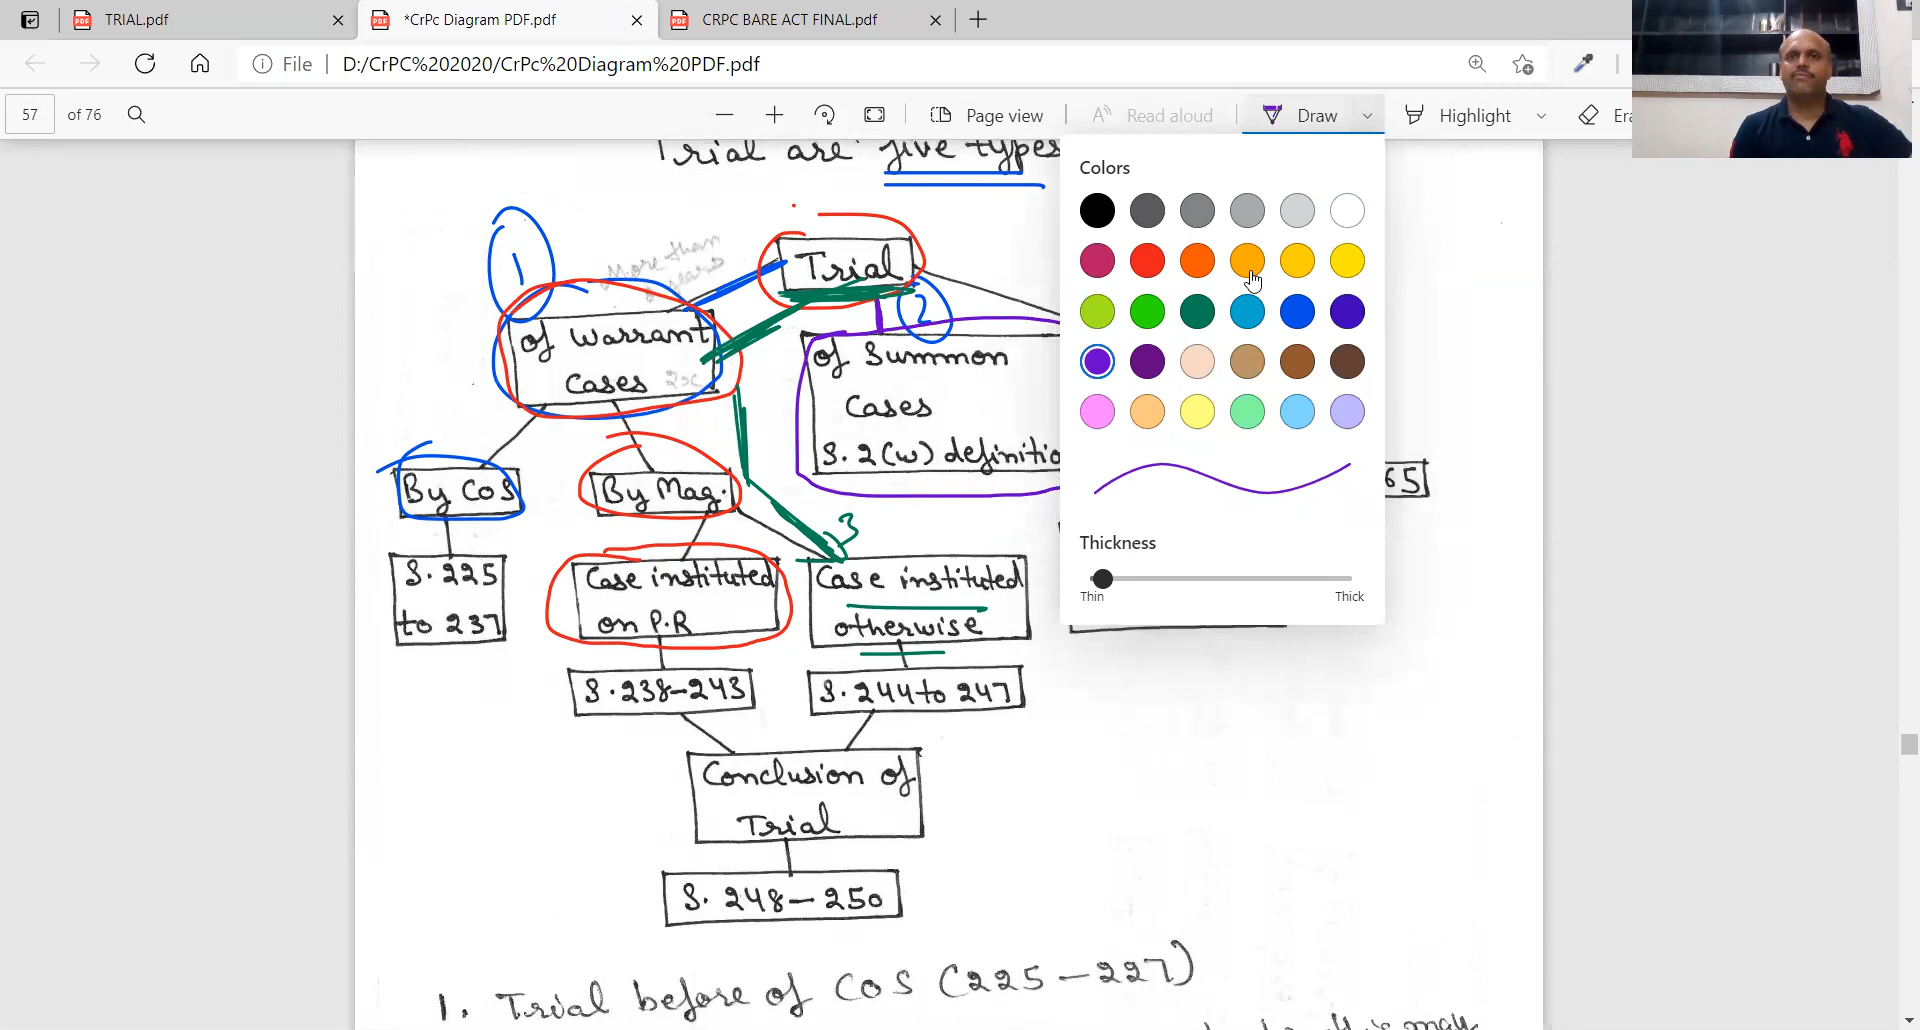 TRIAL.pdf
*CrPc Diagram PDF.pdf
CRPC BARE ACT FINAL.pdf
File
D:/CrPC%202020/CrPc%20Diagram%20PDF.pdf
57 of 76
Page view
Read aloud
Draw
Highlight
Trial are five types
1
More than
Trial
2
of Warrant
Cases
of Summon
Cases
S. 2(w) definitio
By Cos
By Mag.
3
S. 225
to 237
Case instituted
on P.R
Case instituted
otherwise
S. 238-243
S. 244 to 247
Conclusion of
Trial
S. 248 - 250
1. Trial before of COS (225-227)
Colors
Thickness
Thin
Thick
65